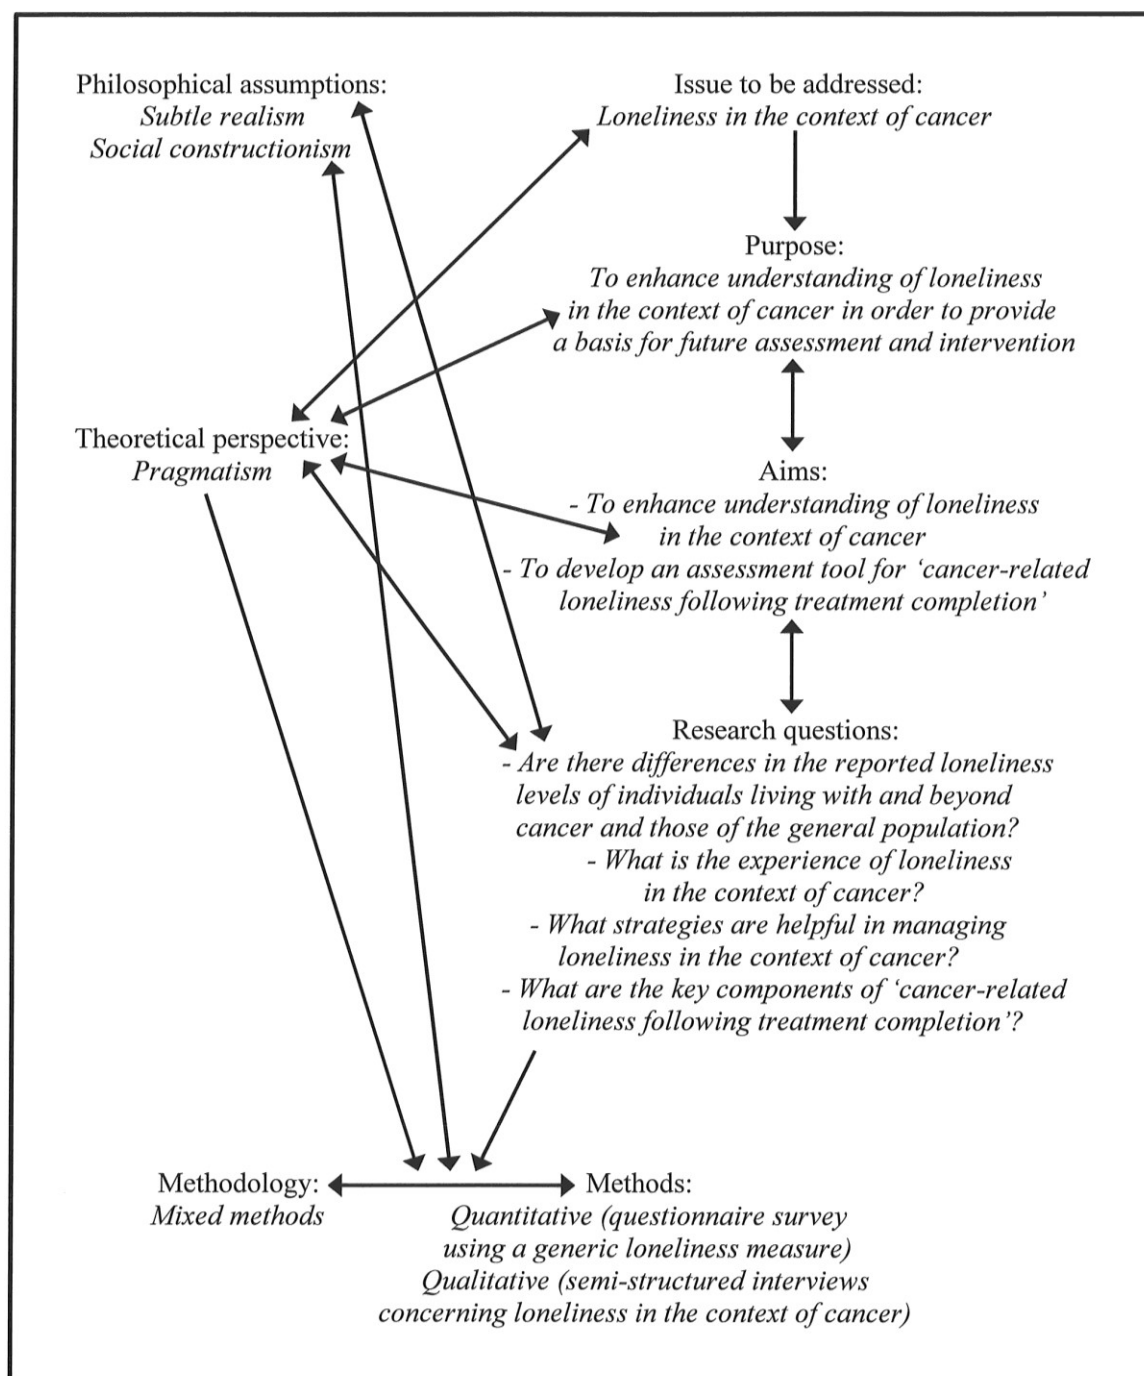 Philosophical assumptions:
Subtle realism
Social constructionism
Issue to be addressed:
Loneliness in the context of cancer
Purpose:
To enhance understanding of loneliness
in the context of cancer in order to provide
a basis for future assessment and intervention
Theoretical perspective:
Pragmatism
Aims:
- To enhance understanding of loneliness
in the context of cancer
- To develop an assessment tool for ‘cancer-related
loneliness following treatment completion’
Research questions:
- Are there differences in the reported loneliness
levels of individuals living with and beyond
cancer and those of the general population?
- What is the experience of loneliness
in the context of cancer?
- What strategies are helpful in managing
loneliness in the context of cancer?
- What are the key components of ‘cancer-related
loneliness following treatment completion’?
Methodology:
Mixed methods
Methods:
Quantitative (questionnaire survey
using a generic loneliness measure)
Qualitative (semi-structured interviews
concerning loneliness in the context of cancer)